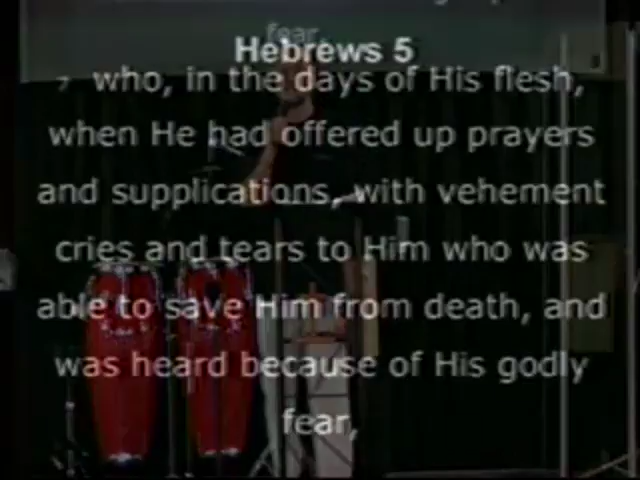 fear,
Hebrews 5
7 who, in the days of His flesh,
when He had offered up prayers
and supplications, with vehement
cries and tears to Him who was
able to save Him from death, and
was heard because of His godly
fear,